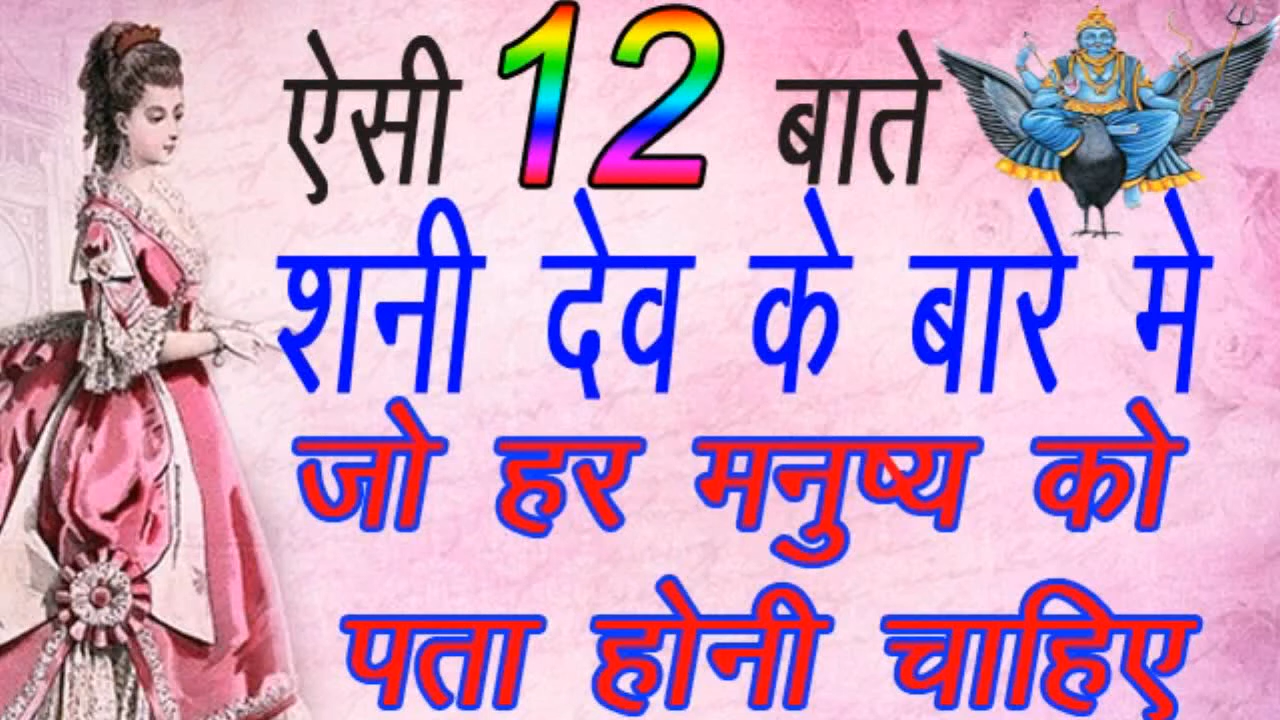 ऐसी 12 बाते
शनी देव के बारे मे
जो हर मनुष्य को
पता होनी चाहिए